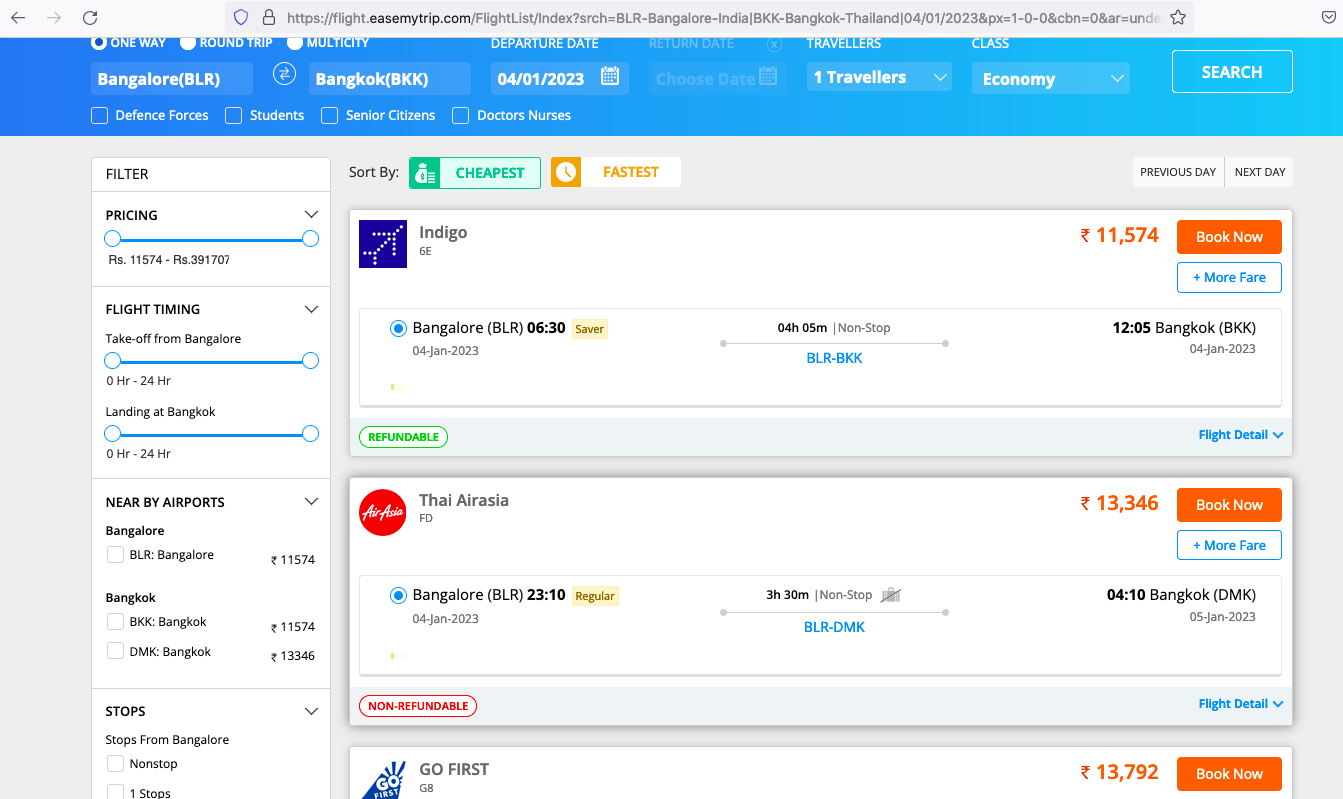 https://flight.easemytrip.com/FlightList/Index?srch=BLR-Bangalore-India|BKK-Bangkok-Thailand|04/01/2023&px=1-0-0&cbn=0&ar=unde
ONE WAY ROUND TRIP MULTICITY DEPARTURE DATE RETURN DATE TRAVELLERS CLASS
Bangalore(BLR) Bangkok(BKK) 04/01/2023 Choose Date 1 Travellers Economy SEARCH
Defence Forces Students Senior Citizens Doctors Nurses
FILTER
PRICING
Rs. 11574 - Rs.391707
FLIGHT TIMING
Take-off from Bangalore
0 Hr - 24 Hr
Landing at Bangkok
0 Hr - 24 Hr
NEAR BY AIRPORTS
Bangalore
BLR: Bangalore ₹ 11574
Bangkok
BKK: Bangkok ₹ 11574
DMK: Bangkok ₹ 13346
STOPS
Stops From Bangalore
Nonstop
1 Stops
Sort By: CHEAPEST FASTEST PREVIOUS DAY NEXT DAY
Indigo ₹ 11,574 Book Now
6E
+ More Fare
Bangalore (BLR) 06:30 Saver 04h 05m |Non-Stop 12:05 Bangkok (BKK)
04-Jan-2023 BLR-BKK 04-Jan-2023
REFUNDABLE Flight Detail
AirAsia Thai Airasia ₹ 13,346 Book Now
FD
+ More Fare
Bangalore (BLR) 23:10 Regular 3h 30m |Non-Stop 04:10 Bangkok (DMK)
04-Jan-2023 BLR-DMK 05-Jan-2023
NON-REFUNDABLE Flight Detail
GO FIRST GO FIRST ₹ 13,792 Book Now
G8